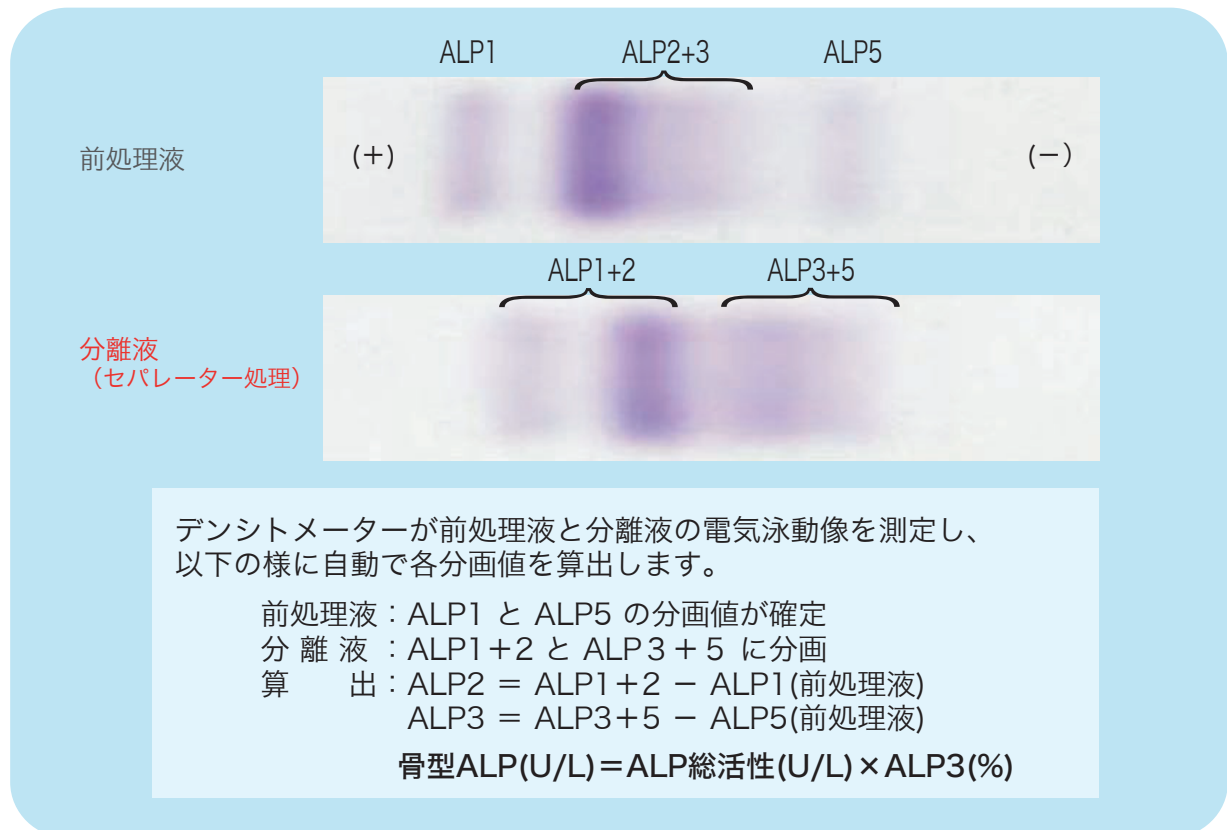 ALP1 ALP2+3 ALP5
前処理液 (+) (−)
ALP1+2 ALP3+5
分離液
（セパレーター処理）
デンシトメーターが前処理液と分離液の電気泳動像を測定し、
以下の様に自動で各分画値を算出します。
前処理液：ALP1 と ALP5 の分画値が確定
分 離 液 ：ALP1＋2 と ALP３＋５ に分画
算　　出：ALP2 ＝ ALP1＋2 － ALP1(前処理液)
ALP3 ＝ ALP3＋5 － ALP5(前処理液)
骨型ALP(U/L)＝ALP総活性(U/L)×ALP3(%)